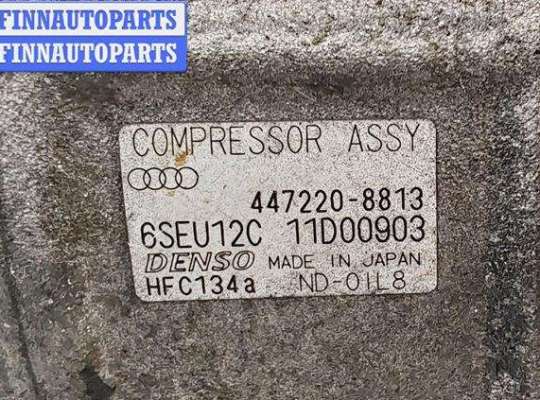 FINNAUTOPARTS
FINNAUTOPARTS
COMPRESSOR ASSY
447220-8813
6SEU12C 11D00903
DENSO MADE IN JAPAN
HFC134a ND-OIL8